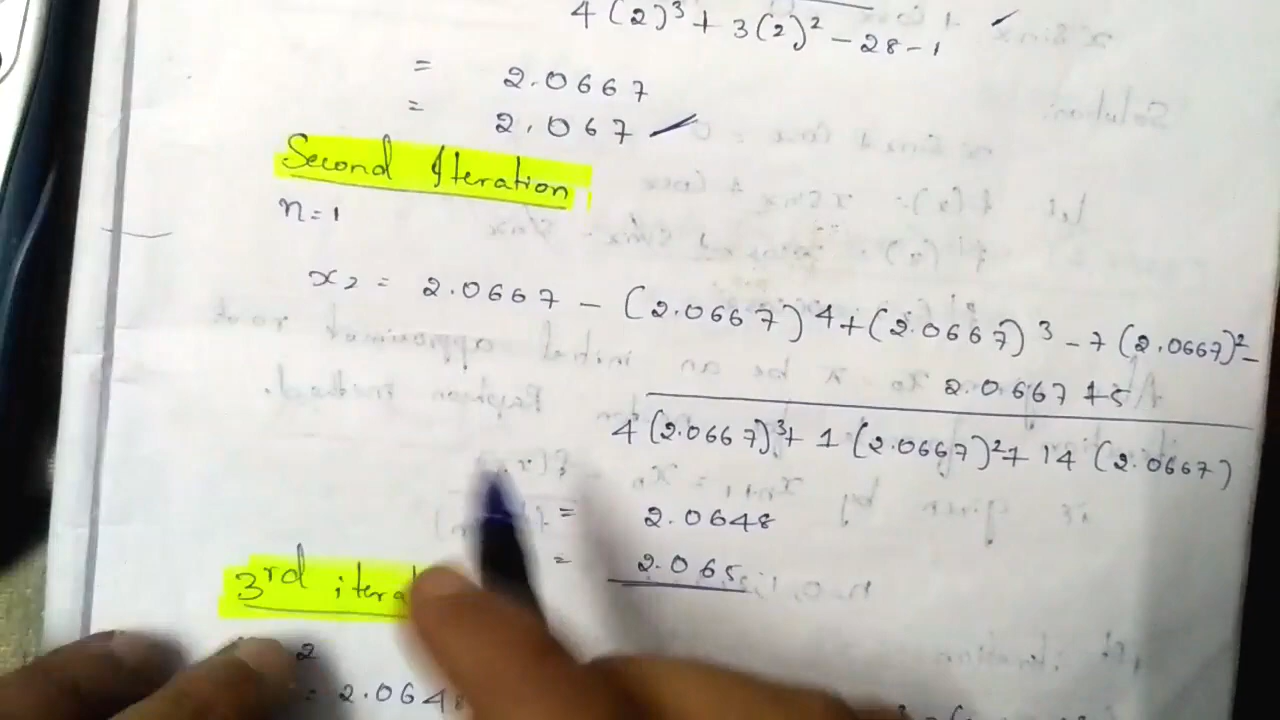 4(2)³ + 3(2)² - 28 - 1
= 2.0667
= 2.067
Second Iteration
n=1
x₂ = 2.0667 - (2.0667)⁴+(2.0667)³ - 7(2.0667)² -
2.0667 +5
4(2.0667)³+ 1(2.0667)²+ 14(2.0667)
= 2.0648
= 2.065
3rd
2
= 2.0648